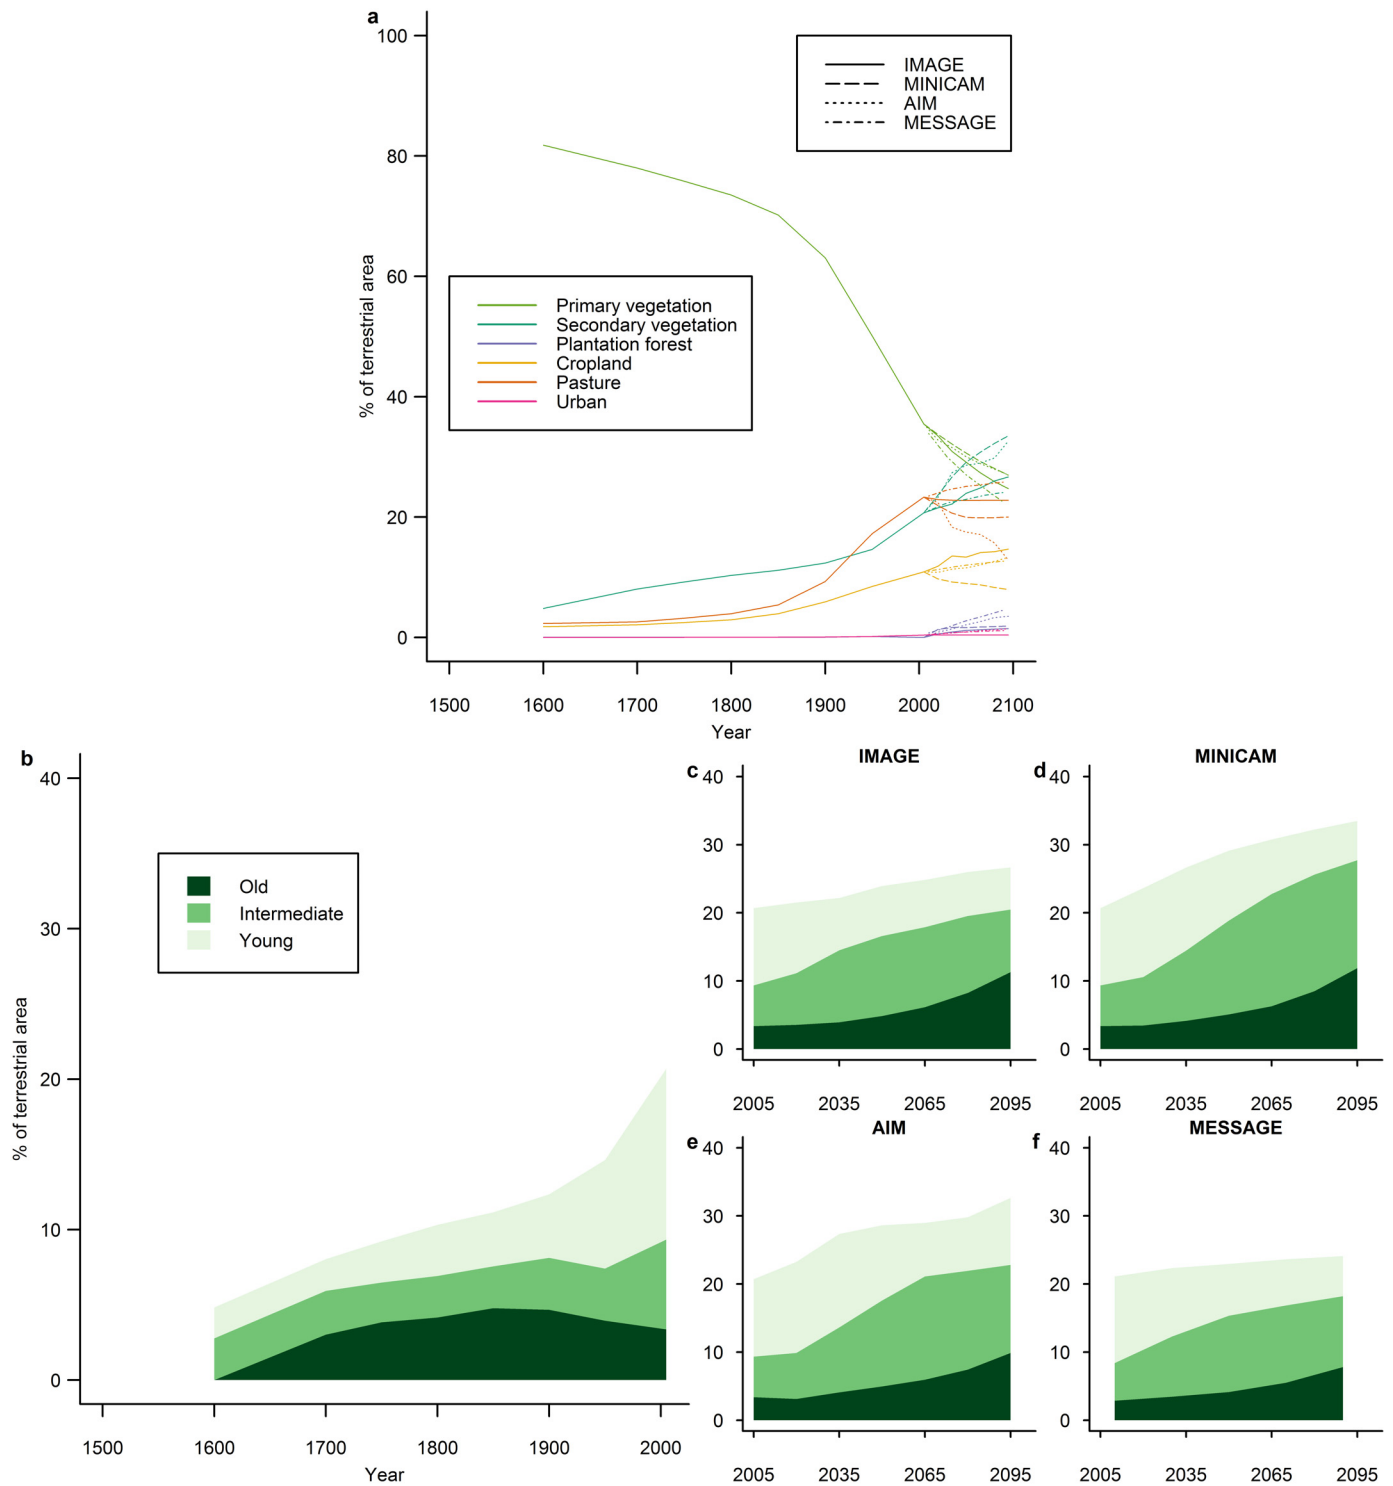 a
100
80
60
40
20
0
% of terrestrial area
IMAGE
MINICAM
AIM
MESSAGE
Primary vegetation
Secondary vegetation
Plantation forest
Cropland
Pasture
Urban
1500 1600 1700 1800 1900 2000 2100
Year
b
40
30
20
10
0
% of terrestrial area
Old
Intermediate
Young
1500 1600 1700 1800 1900 2000
Year
c
IMAGE
40
30
20
10
0
2005 2035 2065 2095
d
MINICAM
40
30
20
10
0
2005 2035 2065 2095
e
AIM
40
30
20
10
0
2005 2035 2065 2095
f
MESSAGE
40
30
20
10
0
2005 2035 2065 2095